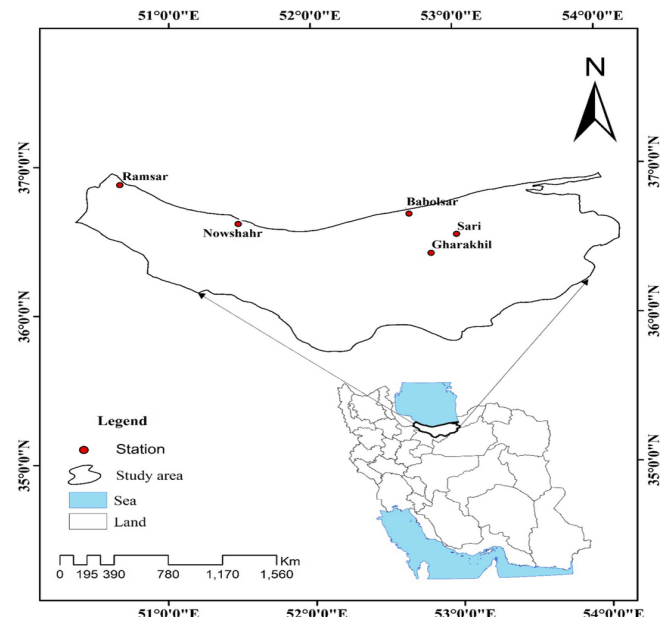 51°0'0"E 52°0'0"E 53°0'0"E 54°0'0"E
N
37°0'0"N 37°0'0"N
Ramsar
Babolsar
Nowshahr
Sari
Gharakhil
36°0'0"N 36°0'0"N
Legend
Station
Study area
Sea
Land
35°0'0"N 35°0'0"N
Km
0 195 390 780 1,170 1,560
51°0'0"E 52°0'0"E 53°0'0"E 54°0'0"E